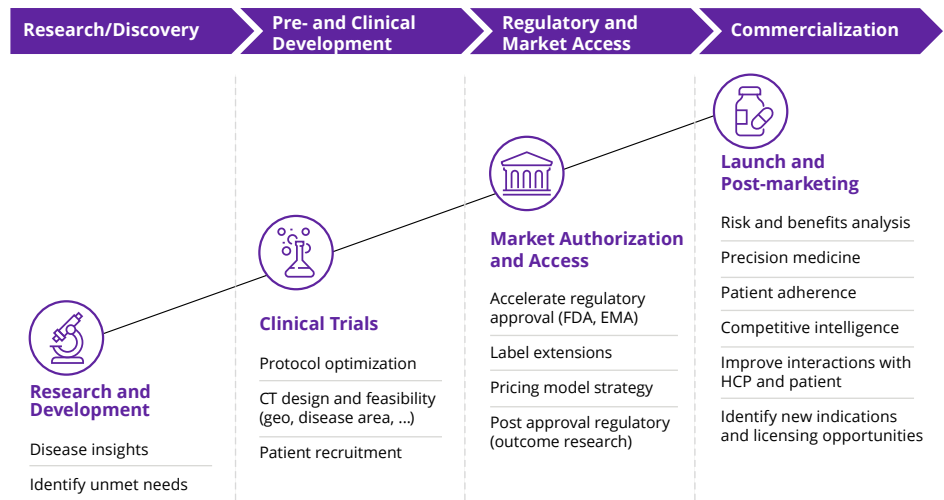 Research/Discovery
Pre- and Clinical
Development
Regulatory and
Market Access
Commercialization
Research and
Development
Disease insights
Identify unmet needs
Clinical Trials
Protocol optimization
CT design and feasibility
(geo, disease area, ...)
Patient recruitment
Market Authorization
and Access
Accelerate regulatory
approval (FDA, EMA)
Label extensions
Pricing model strategy
Post approval regulatory
(outcome research)
Launch and
Post-marketing
Risk and benefits analysis
Precision medicine
Patient adherence
Competitive intelligence
Improve interactions with
HCP and patient
Identify new indications
and licensing opportunities